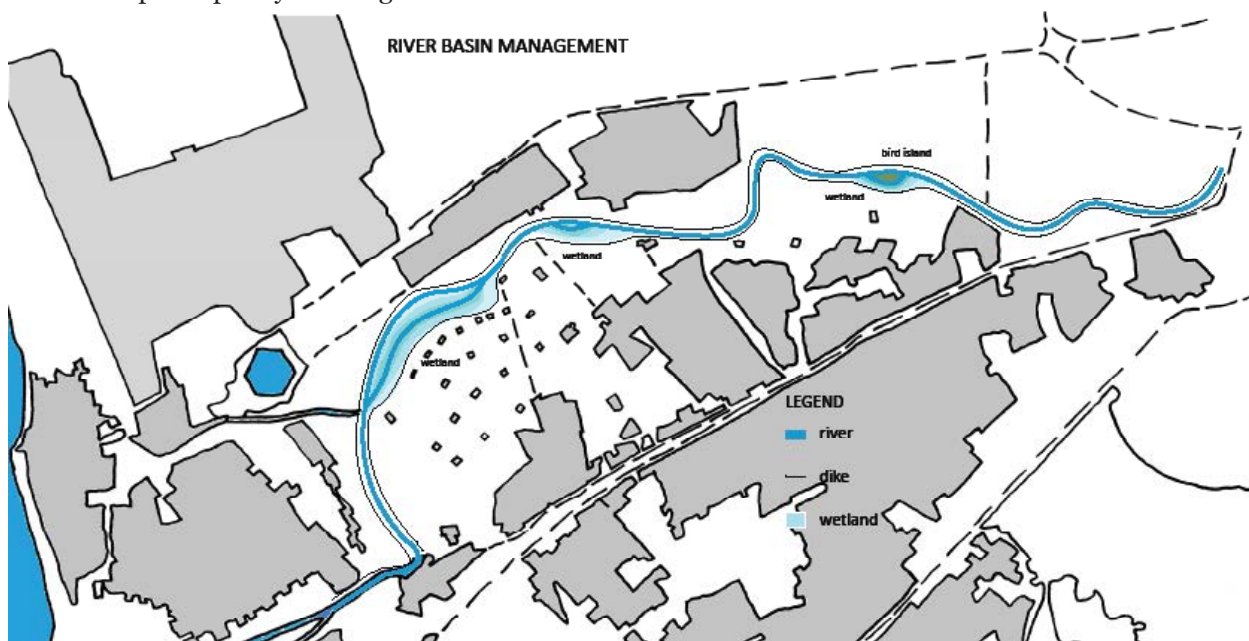 RIVER BASIN MANAGEMENT
bird island
wetland
wetland
wetland
LEGEND
river
dike
wetland